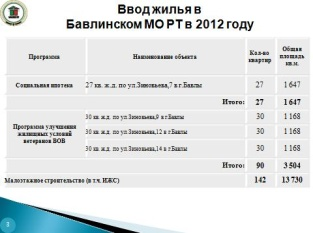 Ввод жилья в
Бавлинском МО РТ в 2012 году
Программа Наименование объекта Кол-во квартир Общая площадь кв.м.
Социальная ипотека 27 кв. ж.д. по ул.Зиновьева,7 в г.Бавлы 27 1 647
Итого: 27 1 647
Программа улучшения жилищных условий ветеранов ВОВ
30 кв. ж.д. по ул.Зиновьева,9 в г.Бавлы 30 1 168
30 кв. ж.д. по ул.Зиновьева,12 в г.Бавлы 30 1 168
30 кв. ж.д. по ул.Зиновьева,14 в г.Бавлы 30 1 168
Итого: 90 3 504
Малоэтажное строительство (в т.ч. ИЖС) 142 13 730